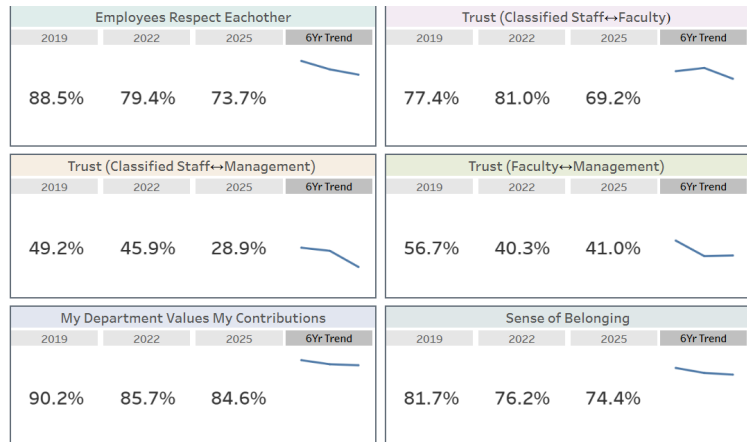 Employees Respect Eachother
2019 2022 2025 6Yr Trend
88.5% 79.4% 73.7%
Trust (Classified Staff↔Faculty)
2019 2022 2025 6Yr Trend
77.4% 81.0% 69.2%
Trust (Classified Staff↔Management)
2019 2022 2025 6Yr Trend
49.2% 45.9% 28.9%
Trust (Faculty↔Management)
2019 2022 2025 6Yr Trend
56.7% 40.3% 41.0%
My Department Values My Contributions
2019 2022 2025 6Yr Trend
90.2% 85.7% 84.6%
Sense of Belonging
2019 2022 2025 6Yr Trend
81.7% 76.2% 74.4%